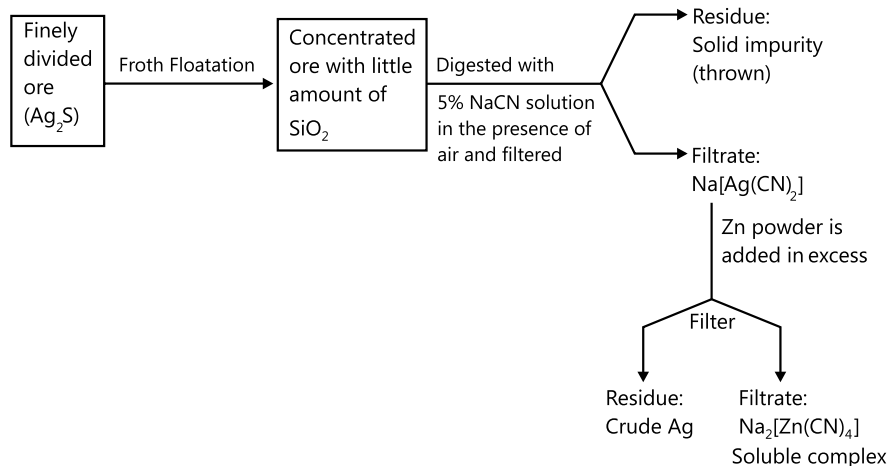 Finely
divided
ore
(Ag₂S)
Froth Floatation
Concentrated
ore with little
amount of
SiO₂
Digested with
5% NaCN solution
in the presence of
air and filtered
Residue:
Solid impurity
(thrown)
Filtrate:
Na[Ag(CN)₂]
Zn powder is
added in excess
Filter
Residue:
Crude Ag
Filtrate:
Na₂[Zn(CN)₄]
Soluble complex